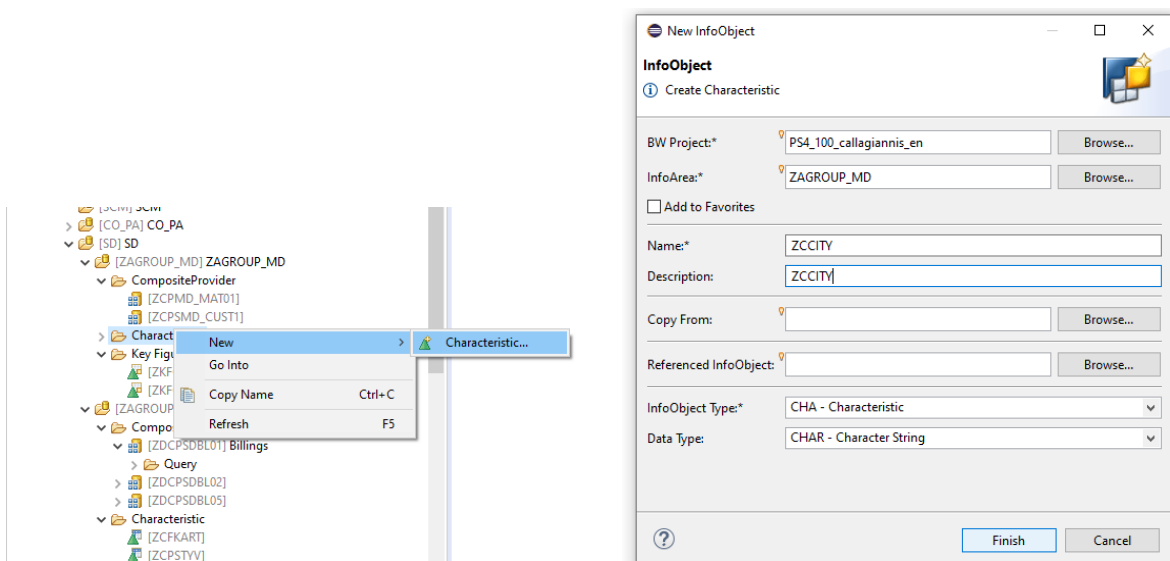 [SCM] SCM
[CO_PA] CO_PA
[SD] SD
[ZAGROUP_MD] ZAGROUP_MD
CompositeProvider
[ZCPMD_MAT01]
[ZCPSMD_CUST1]
Charact
Key Figu
[ZKF
[ZKF
[ZAGROUP
Compos
[ZDCPSDBL01] Billings
Query
[ZDCPSDBL02]
[ZDCPSDBL05]
Characteristic
[ZCFKART]
[ZCPSTYV]
New
Go Into
Copy Name Ctrl+C
Refresh F5
Characteristic...
New InfoObject
InfoObject
Create Characteristic
BW Project:* PS4_100_callagiannis_en Browse...
InfoArea:* ZAGROUP_MD Browse...
Add to Favorites
Name:* ZCCITY
Description: ZCCITY
Copy From: Browse...
Referenced InfoObject: Browse...
InfoObject Type:* CHA - Characteristic
Data Type: CHAR - Character String
Finish Cancel